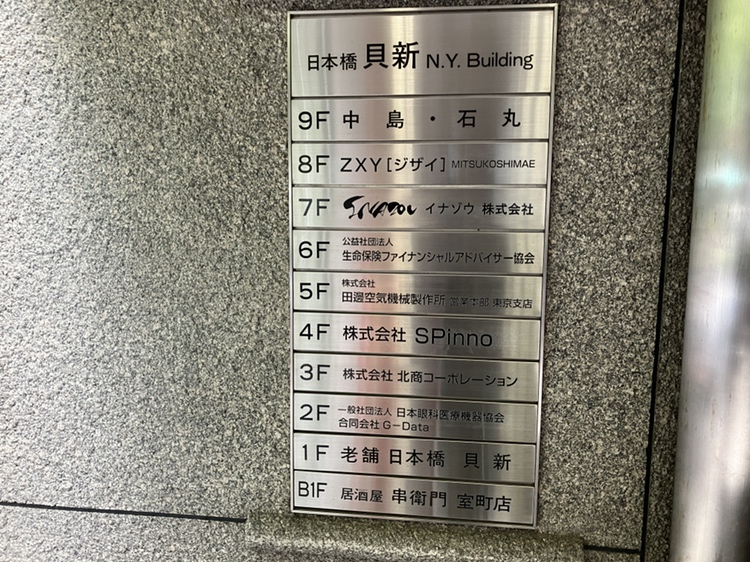 日本橋 貝新 N.Y. Building
9F 中島・石丸
8F ZXY[ジザイ] MITSUKOSHIMAE
7F INAZOU イナゾウ 株式会社
6F 公益社団法人
生命保険ファイナンシャルアドバイサー協会
5F 株式会社
田邊空気機械製作所 営業本部 東京支店
4F 株式会社 SPinno
3F 株式会社 北商コーポレーション
2F 一般社団法人 日本眼科医療機器協会
合同会社 G-Data
1F 老舗 日本橋 貝新
B1F 居酒屋 串衛門 室町店